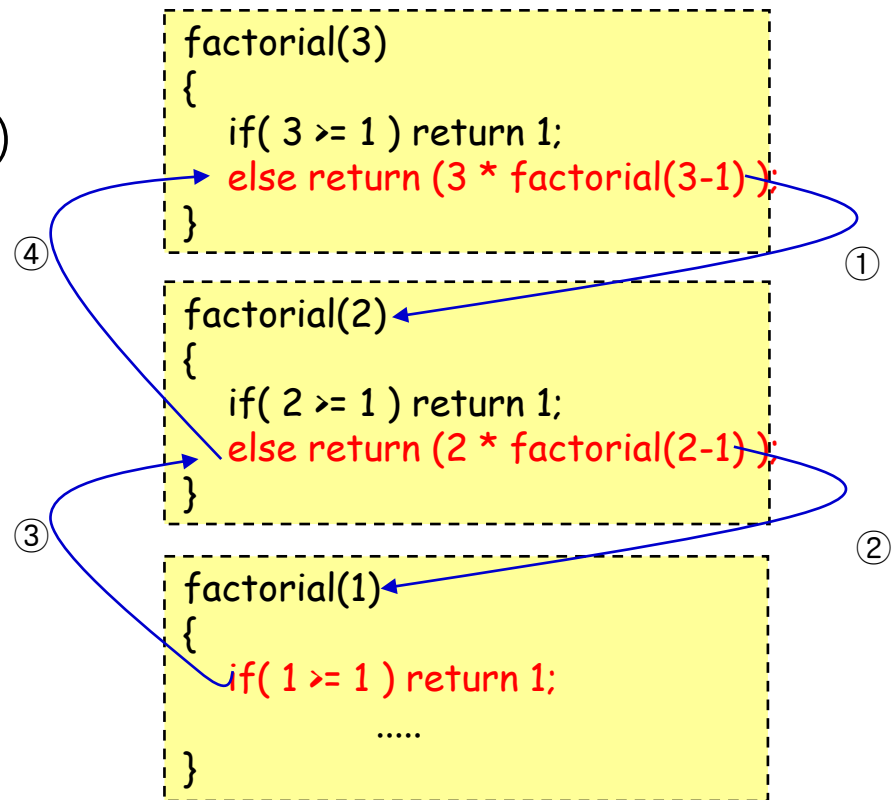 factorial(3)
{
if( 3 >= 1 ) return 1;
)
else return (3 * factorial(3-1) );
}
④
①
factorial(2)
{
if( 2 >= 1 ) return 1;
else return (2 * factorial(2-1) );
}
③
②
factorial(1)
{
if( 1 >= 1 ) return 1;
.....
}